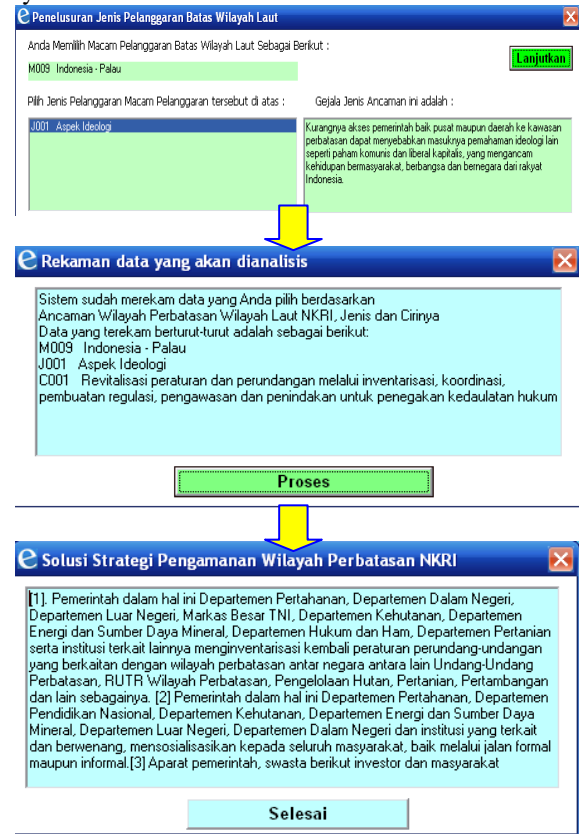 Penelusuran Jenis Pelanggaran Batas Wilayah Laut
Anda Memilih Macam Pelanggaran Batas Wilayah Laut Sebagai Berikut :
Lanjutkan
M009 Indonesia - Palau
Pilih Jenis Pelanggaran Macam Pelanggaran tersebut di atas :
Gejala Jenis Ancaman ini adalah :
J001 Aspek Ideologi
Kurangnya akses pemerintah baik pusat maupun daerah ke kawasan
perbatasan dapat menyebabkan masuknya pemahaman ideologi lain
seperti paham komunis dan liberal kapitalis, yang mengancam
kehidupan bermasyarakat, berbangsa dan bernegara dari rakyat
Indonesia.
Rekaman data yang akan dianalisis
Sistem sudah merekam data yang Anda pilih berdasarkan
Ancaman Wilayah Perbatasan Wilayah Laut NKRI, Jenis dan Cirinya
Data yang terekam berturut-turut adalah sebagai berikut:
M009 Indonesia - Palau
J001 Aspek Ideologi
C001 Revitalisasi peraturan dan perundangan melalui inventarisasi, koordinasi,
pembuatan regulasi, pengawasan dan penindakan untuk penegakan kedaulatan hukum
Proses
Solusi Strategi Pengamanan Wilayah Perbatasan NKRI
[1]. Pemerintah dalam hal ini Departemen Pertahanan, Departemen Dalam Negeri,
Departemen Luar Negeri, Markas Besar TNI, Departemen Kehutanan, Departemen
Energi dan Sumber Daya Mineral, Departemen Hukum dan Ham, Departemen Pertanian
serta institusi terkait lainnya menginventarisasi kembali peraturan perundang-undangan
yang berkaitan dengan wilayah perbatasan antar negara antara lain Undang-Undang
Perbatasan, RUTR Wilayah Perbatasan, Pengelolaan Hutan, Pertanian, Pertambangan
dan lain sebagainya. [2] Pemerintah dalam hal ini Departemen Pertahanan, Departemen
Pendidikan Nasional, Departemen Kehutanan, Departemen Energi dan Sumber Daya
Mineral, Departemen Luar Negeri, Departemen Dalam Negeri dan institusi yang terkait
dan berwenang, mensosialisasikan kepada seluruh masyarakat, baik melalui jalan formal
maupun informal.[3] Aparat pemerintah, swasta berikut investor dan masyarakat
Selesai